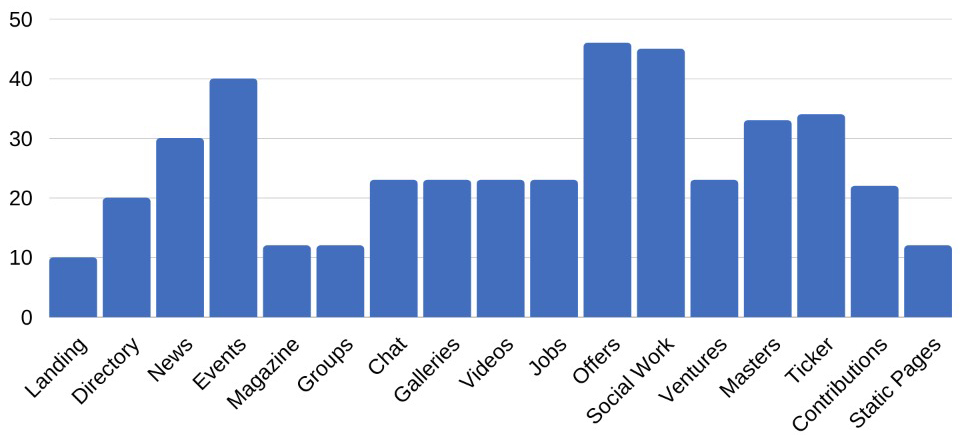 50
40
30
20
10
0
Landing
Directory
News
Events
Magazine
Groups
Chat
Galleries
Videos
Jobs
Offers
Social Work
Ventures
Masters
Ticker
Contributions
Static Pages